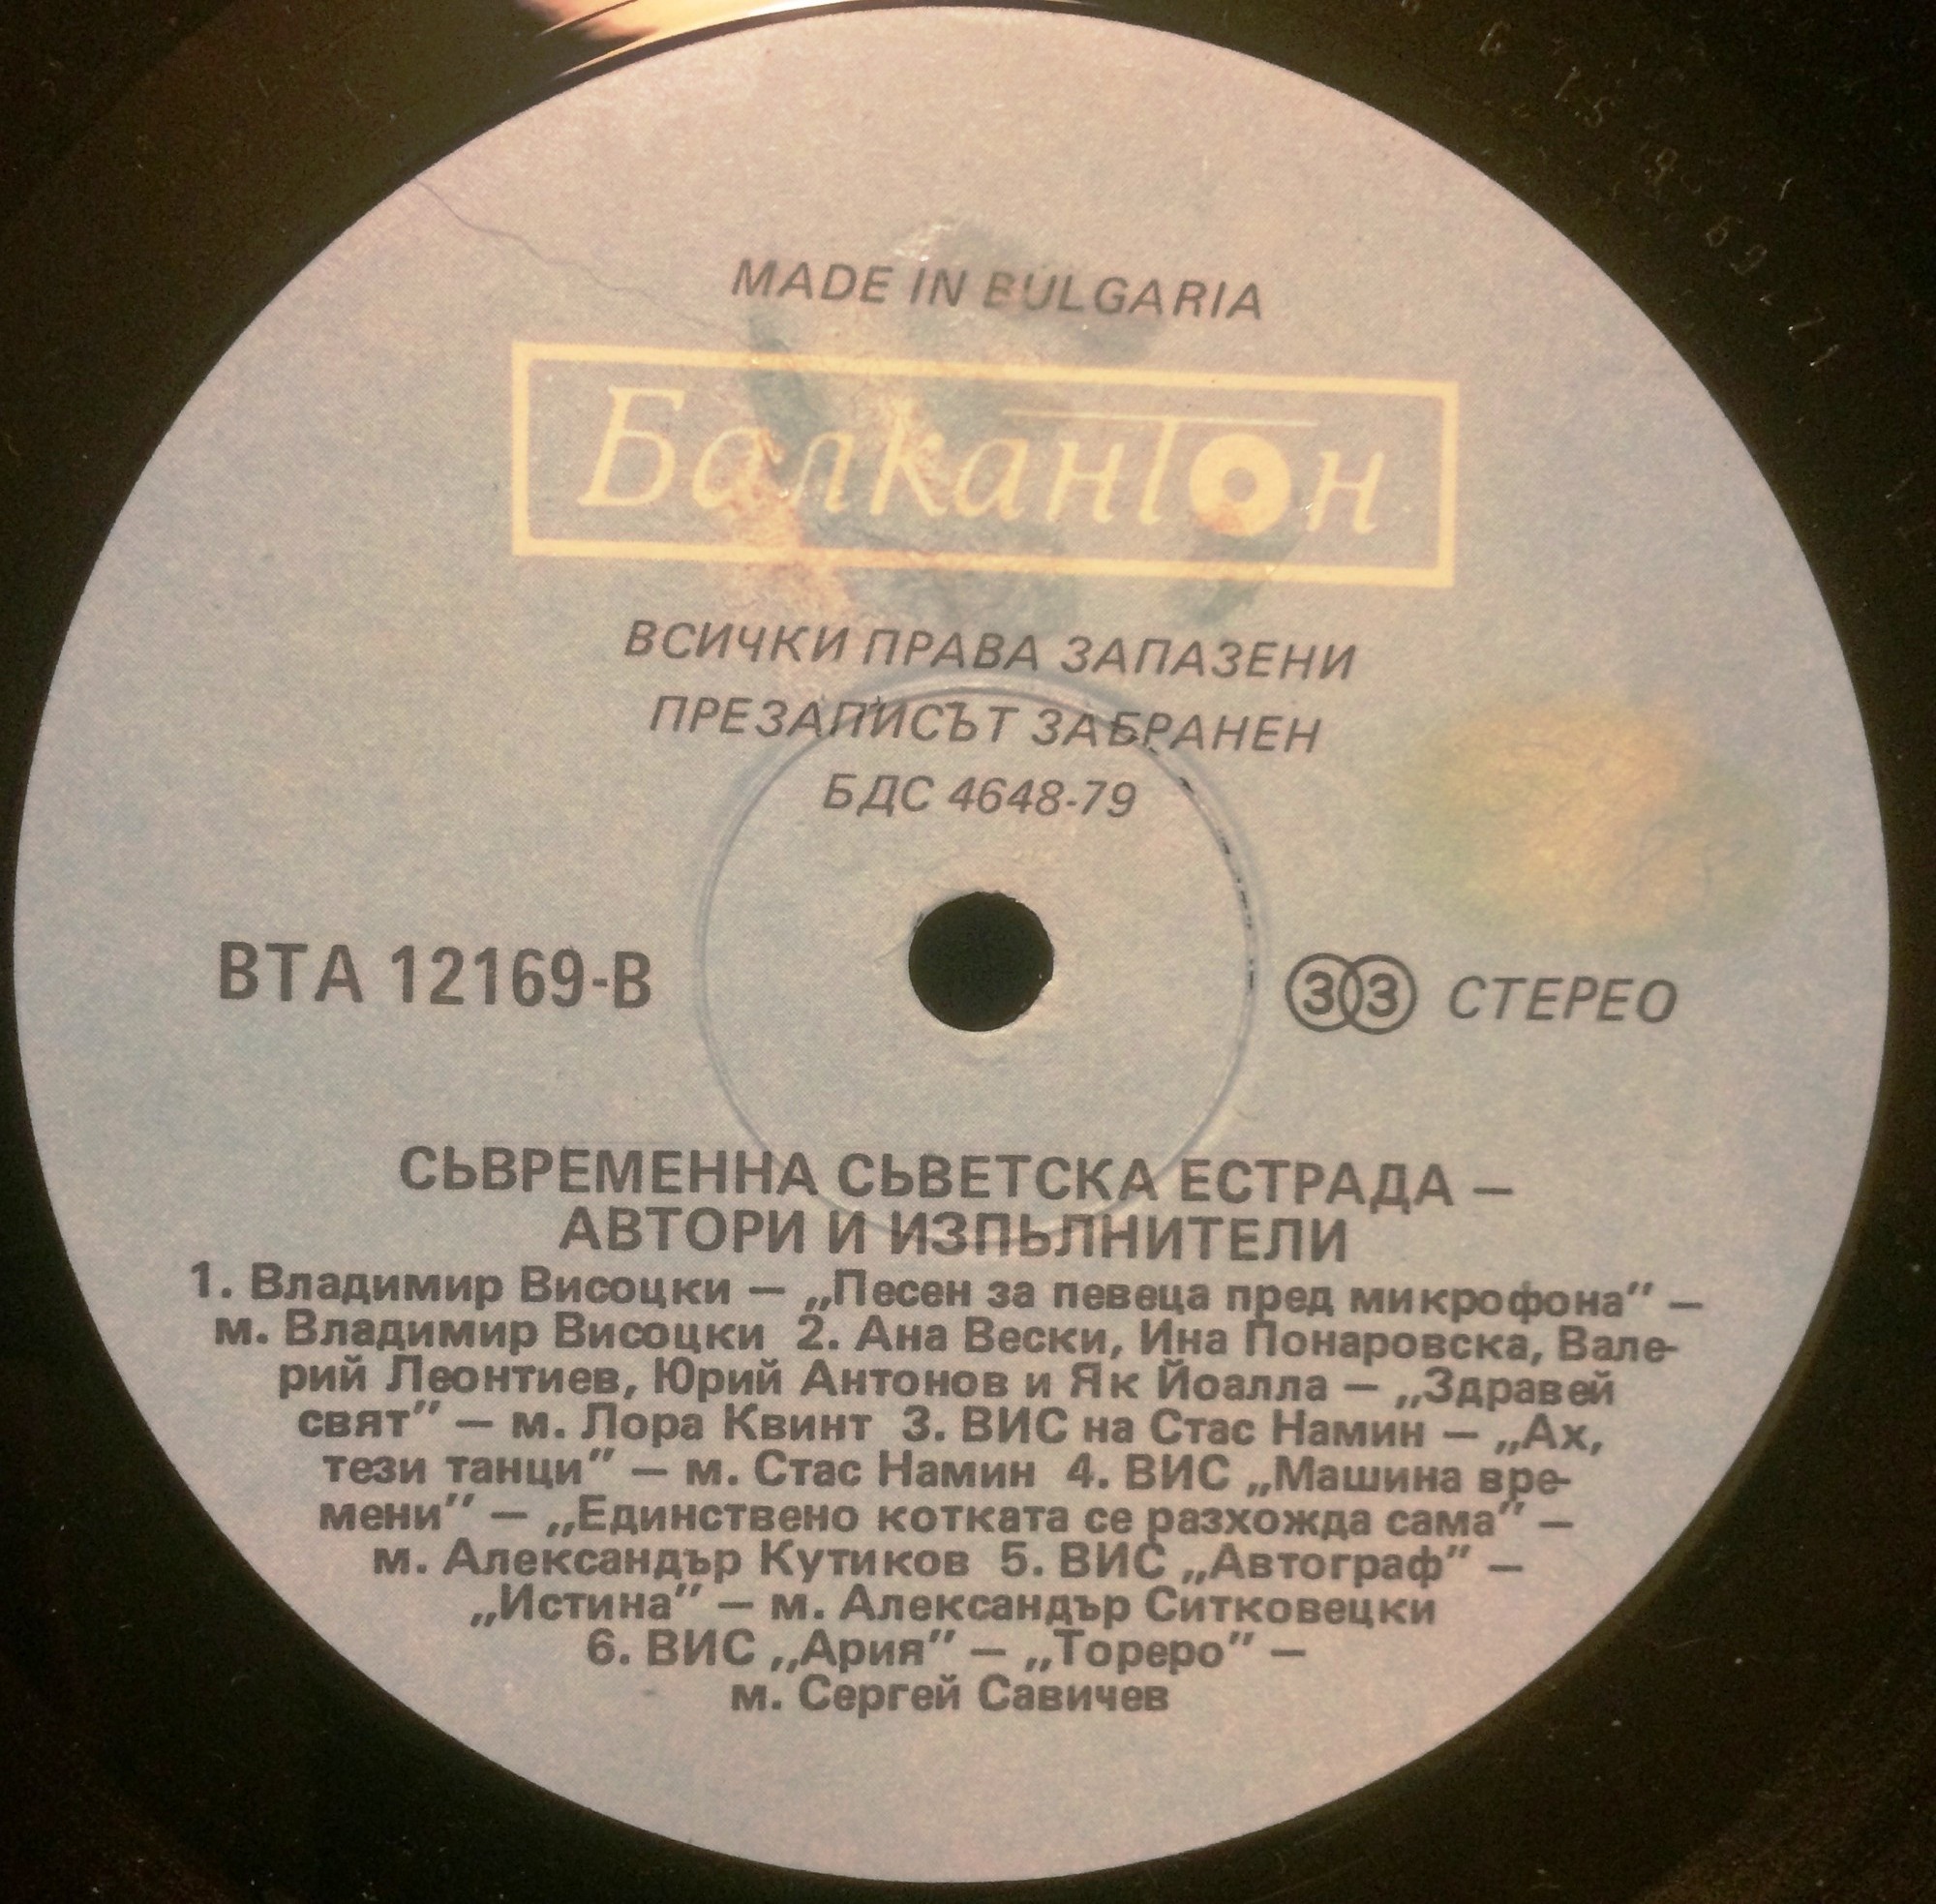 MADE IN BULGARIA
Балкантон
ВСИЧКИ ПРАВА ЗАПАЗЕНИ
ПРЕЗАПИСЪТ ЗАБРАНЕН
БДС 4648-79
ВТА 12169-В
33 СТЕРЕО
СЬВРЕМЕННА СЬВЕТСКА ЕСТРАДА –
АВТОРИ И ИЗПЬЛНИТЕЛИ
1. Владимир Висоцки – „Песен за певеца пред микрофона” –
м. Владимир Висоцки 2. Ана Вески, Ина Понаровска, Вале-
рий Леонтиев, Юрий Антонов и Як Йоалла – „Здравей
свят” – м. Лора Квинт 3. ВИС на Стас Намин – „Ах,
тези танци” – м. Стас Намин 4. ВИС „Машина вре-
мени” – „Единствено котката се разхожда сама” –
м. Александър Кутиков 5. ВИС „Автограф” –
„Истина” – м. Александър Ситковецки
6. ВИС „Ария” – „Тореро” –
м. Сергей Савичев